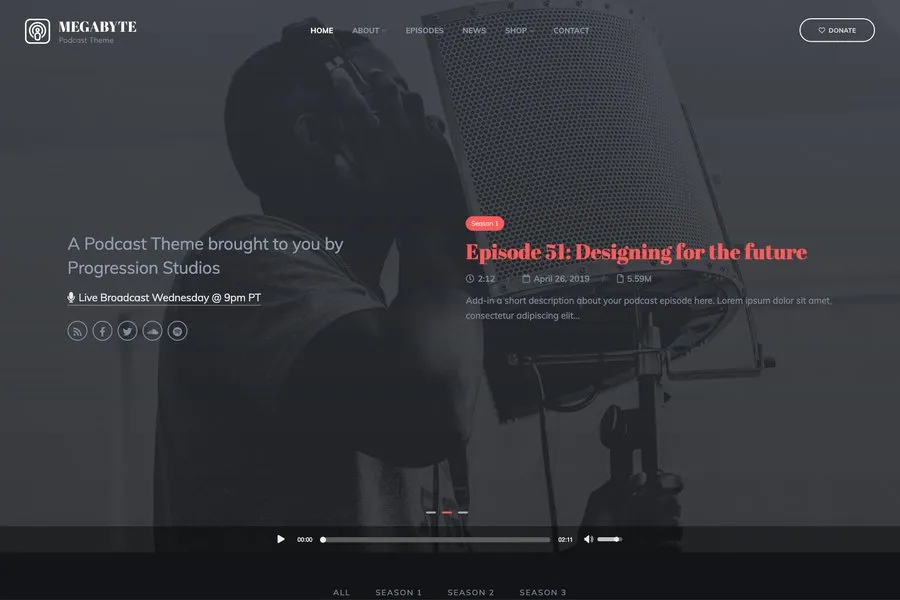 MEGABYTE
Podcast Theme
HOME ABOUT EPISODES NEWS SHOP CONTACT
DONATE
A Podcast Theme brought to you by
Progression Studios
Live Broadcast Wednesday @ 9pm PT
Season 1
Episode 51: Designing for the future
2:12 April 26, 2019 5.59M
Add-in a short description about your podcast episode here. Lorem ipsum dolor sit amet,
consectetur adipiscing elit...
00:00 02:11
ALL SEASON 1 SEASON 2 SEASON 3